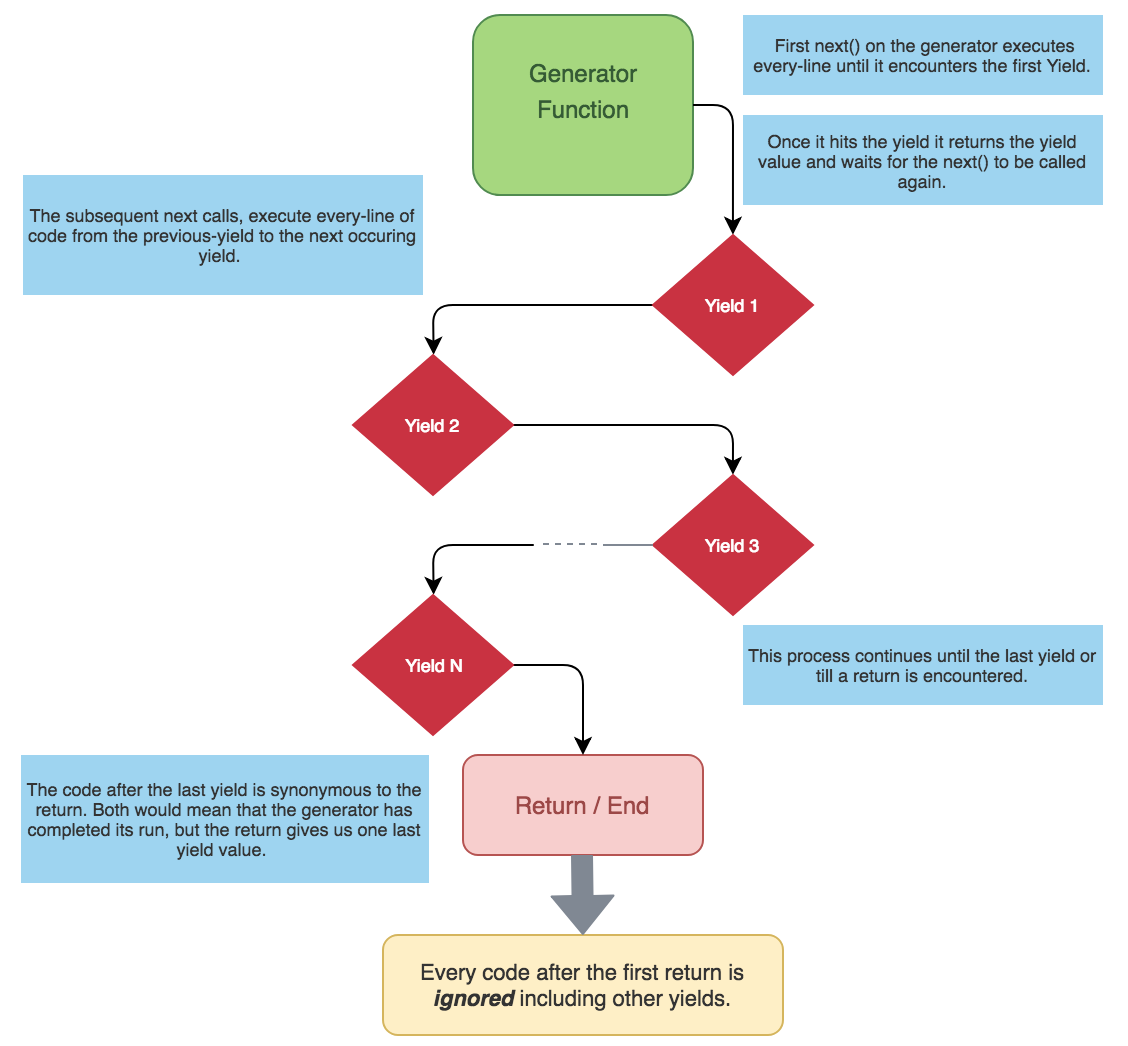 Generator
Function
First next() on the generator executes
every-line until it encounters the first Yield.
Once it hits the yield it returns the yield
value and waits for the next() to be called
again.
The subsequent next calls, execute every-line of
code from the previous-yield to the next occuring
yield.
Yield 1
Yield 2
Yield 3
Yield N
This process continues until the last yield or
till a return is encountered.
The code after the last yield is synonymous to the
return. Both would mean that the generator has
completed its run, but the return gives us one last
yield value.
Return / End
Every code after the first return is
ignored including other yields.